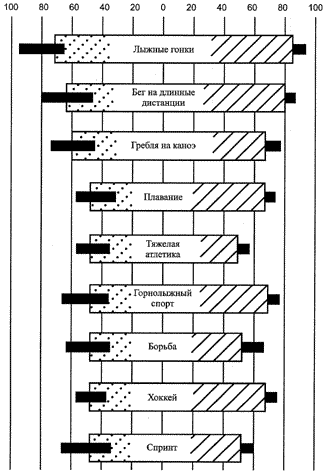 100 80 60 40 20 0 20 40 60 80 100
Лыжные гонки
Бег на длинные
дистанции
Гребля на каноэ
Плавание
Тяжелая
атлетика
Горнолыжный
спорт
Борьба
Хоккей
Спринт